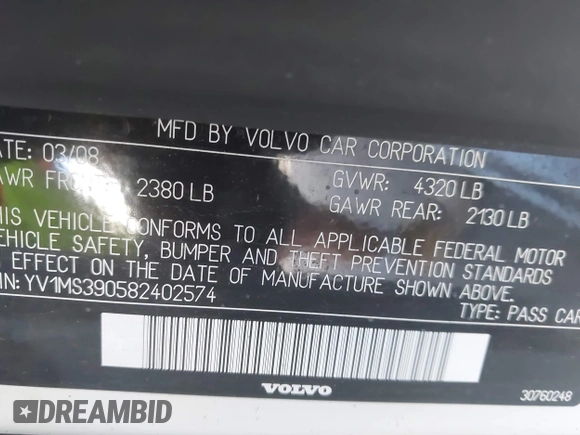 MFD BY VOLVO CAR CORPORATION
ATE: 03/08
AWR FR 2380 LB GVWR: 4320 LB
GAWR REAR: 2130 LB
HIS VEHICLE CONFORMS TO ALL APPLICABLE FEDERAL MOTOR
VEHICLE SAFETY, BUMPER AND THEFT PREVENTION STANDARDS
EFFECT ON THE DATE OF MANUFACTURE SHOWN ABOVE.
IN: YV1MS390582402574 TYPE: PASS CAR
VOLVO 30760248
DREAMBID